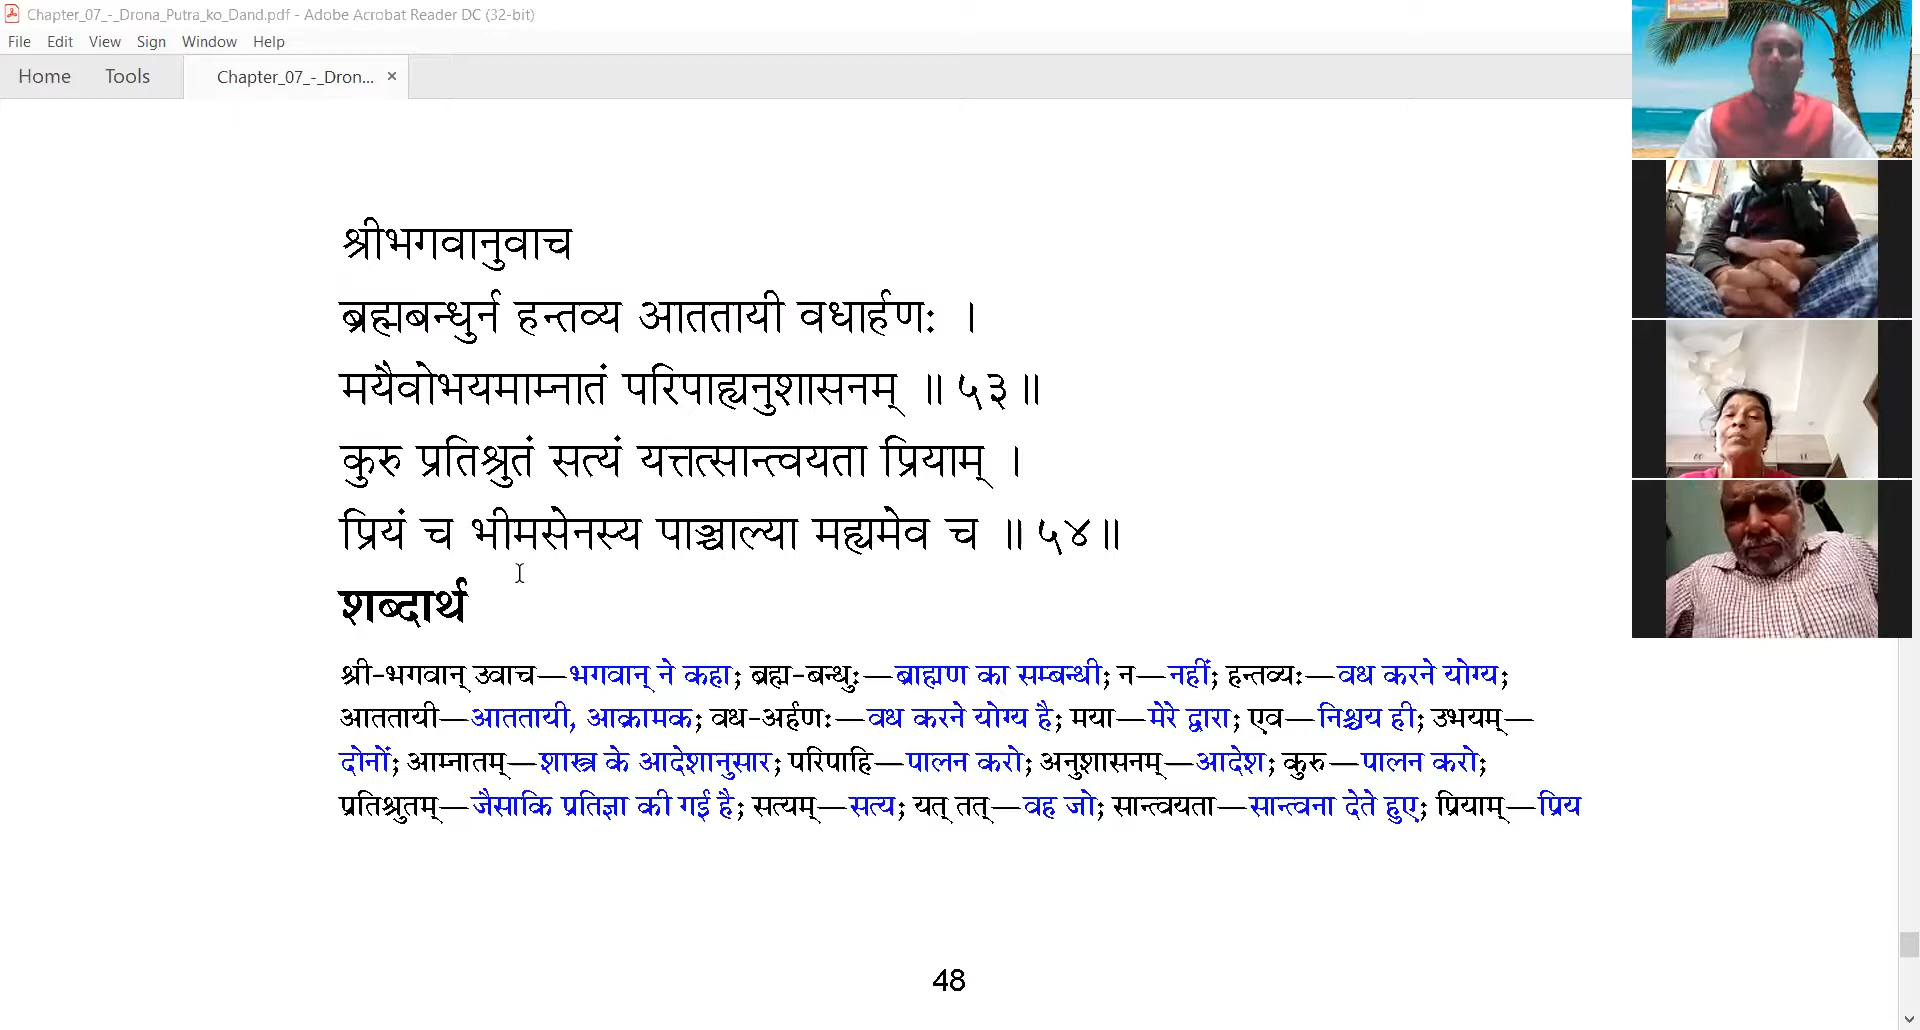 Chapter_07_-_Drona_Putra_ko_Dand.pdf - Adobe Acrobat Reader DC (32-bit)
File Edit View Sign Window Help
Home Tools Chapter_07_-_Dron... ×
श्रीभगवानुवाच
ब्रह्मबन्धुर्न हन्तव्य आततायी वधार्हणः ।
मयैवोभयमाम्नातं परिपाह्यनुशासनम् ॥ ५३ ॥
कुरु प्रतिश्रुतं सत्यं यत्तत्सान्त्वयता प्रियाम् ।
प्रियं च भीमसेनस्य पाञ्चाल्या मह्यमेव च ॥ ५४ ॥
शब्दार्थ
श्री-भगवान् उवाच—भगवान् ने कहा; ब्रह्म-बन्धुः—ब्राह्मण का सम्बन्धी; न—नहीं; हन्तव्यः—वध करने योग्य;
आततायी—आततायी, आक्रामक; वध-अर्हणः—वध करने योग्य है; मया—मेरे द्वारा; एव—निश्चय ही; उभयम्—
दोनों; आम्नातम्—शास्त्र के आदेशानुसार; परिपाहि—पालन करो; अनुशासनम्—आदेश; कुरु—पालन करो;
प्रतिश्रुतम्—जैसाकि प्रतिज्ञा की गई है; सत्यम्—सत्य; यत् तत्—वह जो; सान्त्वयता—सान्त्वना देते हुए; प्रियाम्—प्रिय
48